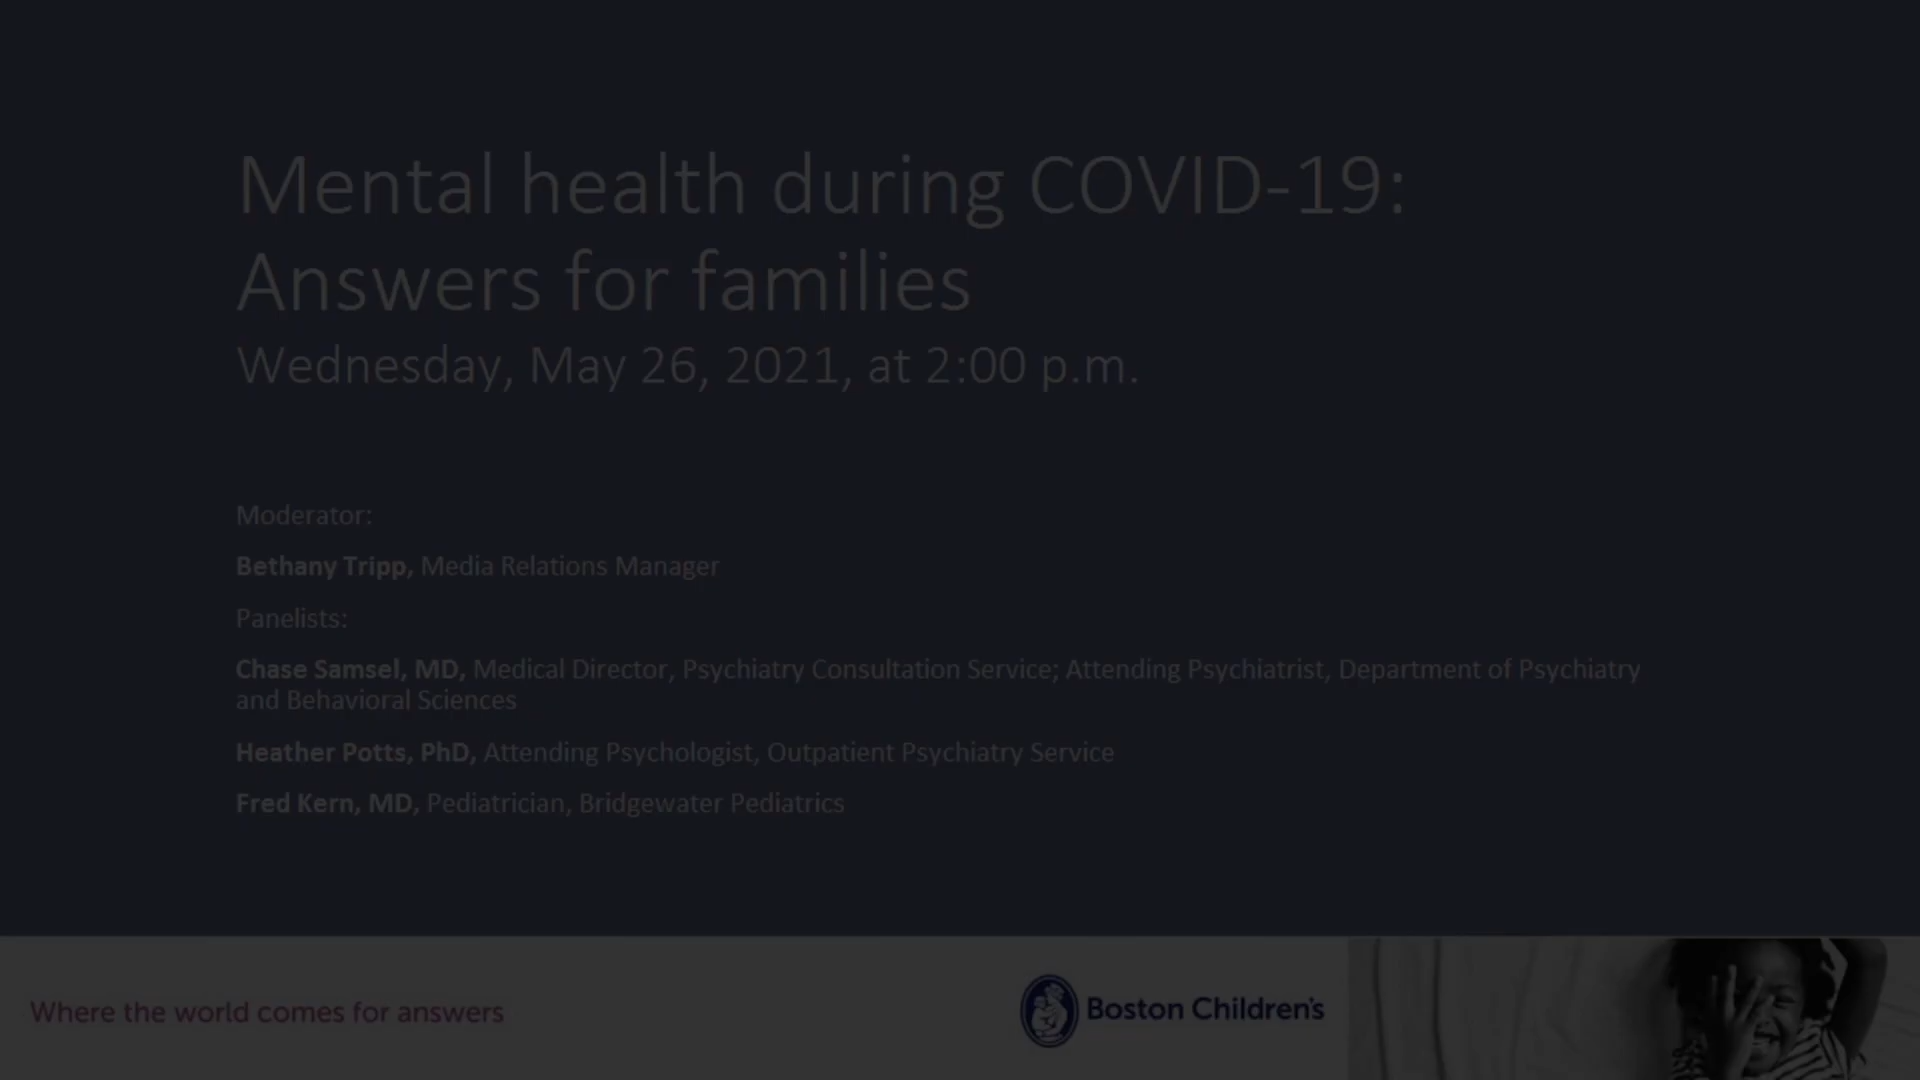 Mental health during COVID-19:
Answers for families
Wednesday, May 26, 2021, at 2:00 p.m.
Moderator:
Bethany Tripp, Media Relations Manager
Panelists:
Chase Samsel, MD, Medical Director, Psychiatry Consultation Service; Attending Psychiatrist, Department of Psychiatry
and Behavioral Sciences
Heather Potts, PhD, Attending Psychologist, Outpatient Psychiatry Service
Fred Kern, MD, Pediatrician, Bridgewater Pediatrics
Where the world comes for answers
Boston Children's